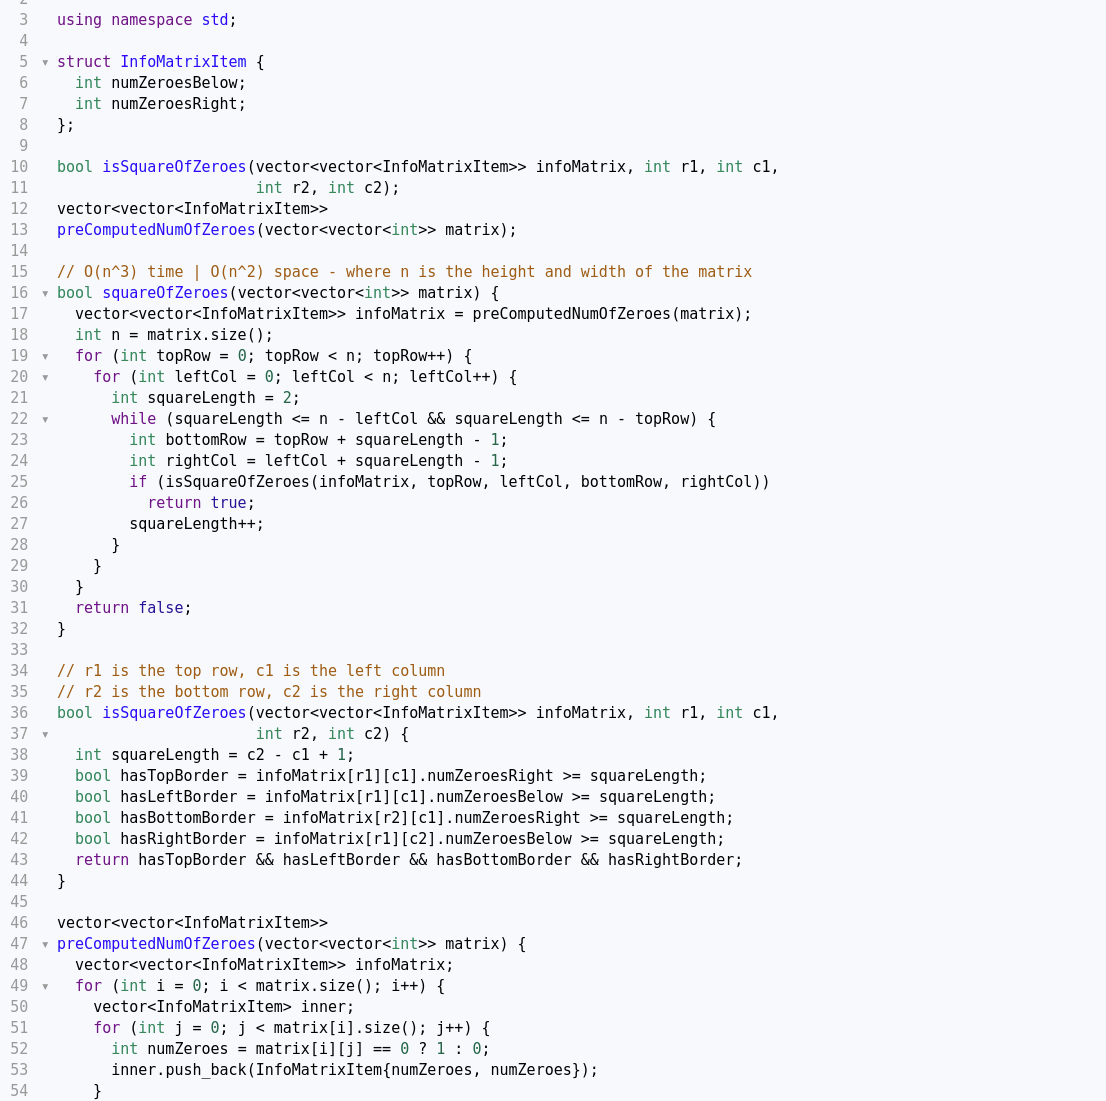 2
3 using namespace std;
4
5 ▾ struct InfoMatrixItem {
6   int numZeroesBelow;
7   int numZeroesRight;
8 };
9
10 bool isSquareOfZeroes(vector<vector<InfoMatrixItem>> infoMatrix, int r1, int c1,
11                       int r2, int c2);
12 vector<vector<InfoMatrixItem>>
13 preComputedNumOfZeroes(vector<vector<int>> matrix);
14
15 // O(n^3) time | O(n^2) space - where n is the height and width of the matrix
16 ▾ bool squareOfZeroes(vector<vector<int>> matrix) {
17   vector<vector<InfoMatrixItem>> infoMatrix = preComputedNumOfZeroes(matrix);
18   int n = matrix.size();
19 ▾   for (int topRow = 0; topRow < n; topRow++) {
20 ▾     for (int leftCol = 0; leftCol < n; leftCol++) {
21       int squareLength = 2;
22 ▾       while (squareLength <= n - leftCol && squareLength <= n - topRow) {
23         int bottomRow = topRow + squareLength - 1;
24         int rightCol = leftCol + squareLength - 1;
25         if (isSquareOfZeroes(infoMatrix, topRow, leftCol, bottomRow, rightCol))
26           return true;
27         squareLength++;
28       }
29     }
30   }
31   return false;
32 }
33
34 // r1 is the top row, c1 is the left column
35 // r2 is the bottom row, c2 is the right column
36 bool isSquareOfZeroes(vector<vector<InfoMatrixItem>> infoMatrix, int r1, int c1,
37 ▾                       int r2, int c2) {
38   int squareLength = c2 - c1 + 1;
39   bool hasTopBorder = infoMatrix[r1][c1].numZeroesRight >= squareLength;
40   bool hasLeftBorder = infoMatrix[r1][c1].numZeroesBelow >= squareLength;
41   bool hasBottomBorder = infoMatrix[r2][c1].numZeroesRight >= squareLength;
42   bool hasRightBorder = infoMatrix[r1][c2].numZeroesBelow >= squareLength;
43   return hasTopBorder && hasLeftBorder && hasBottomBorder && hasRightBorder;
44 }
45
46 vector<vector<InfoMatrixItem>>
47 ▾ preComputedNumOfZeroes(vector<vector<int>> matrix) {
48   vector<vector<InfoMatrixItem>> infoMatrix;
49 ▾   for (int i = 0; i < matrix.size(); i++) {
50     vector<InfoMatrixItem> inner;
51     for (int j = 0; j < matrix[i].size(); j++) {
52       int numZeroes = matrix[i][j] == 0 ? 1 : 0;
53       inner.push_back(InfoMatrixItem{numZeroes, numZeroes});
54     }